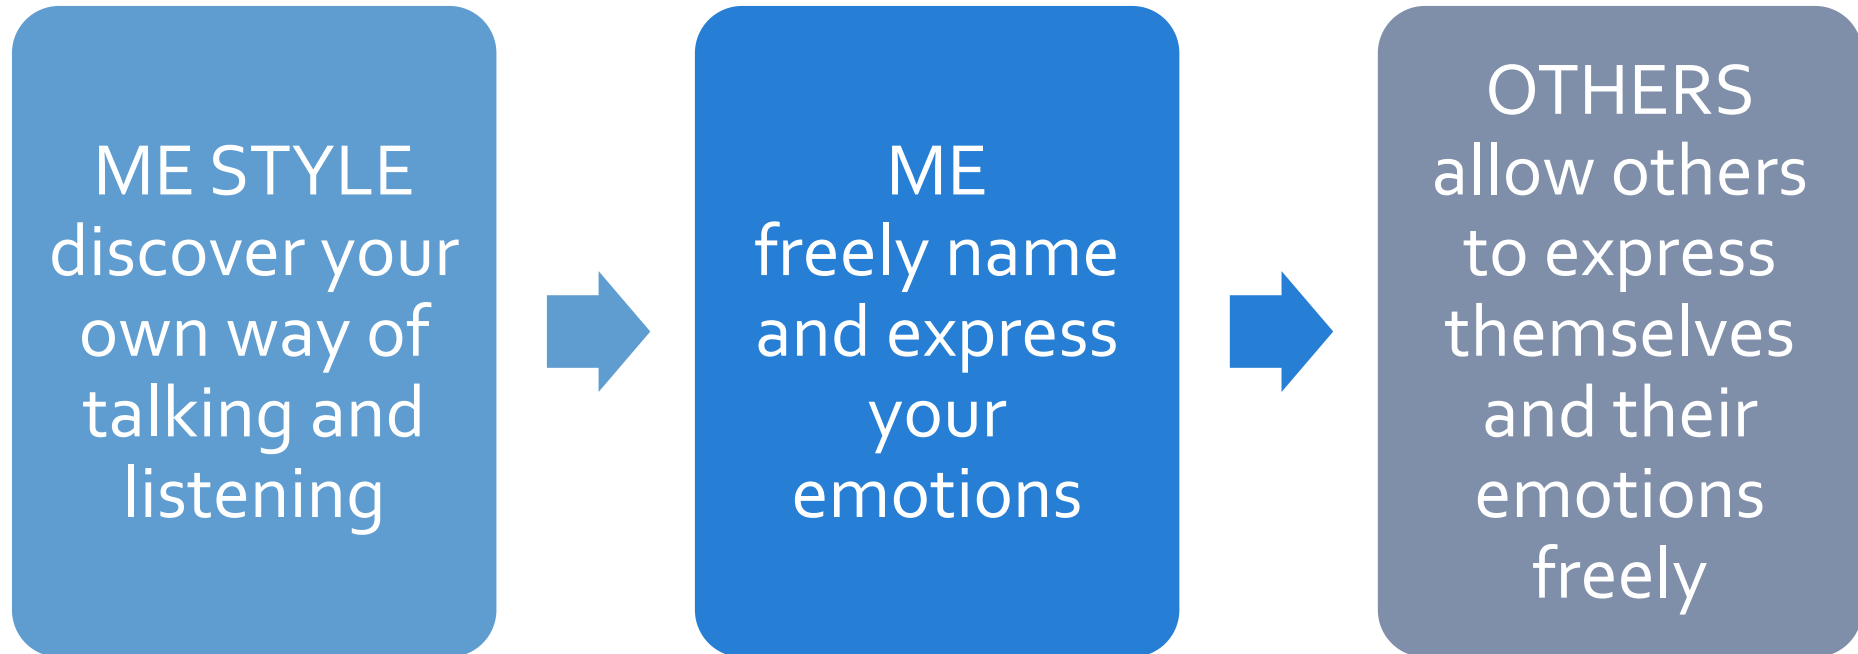 ME STYLE
discover your
own way of
talking and
listening
ME
freely name
and express
your
emotions
OTHERS
allow others
to express
themselves
and their
emotions
freely